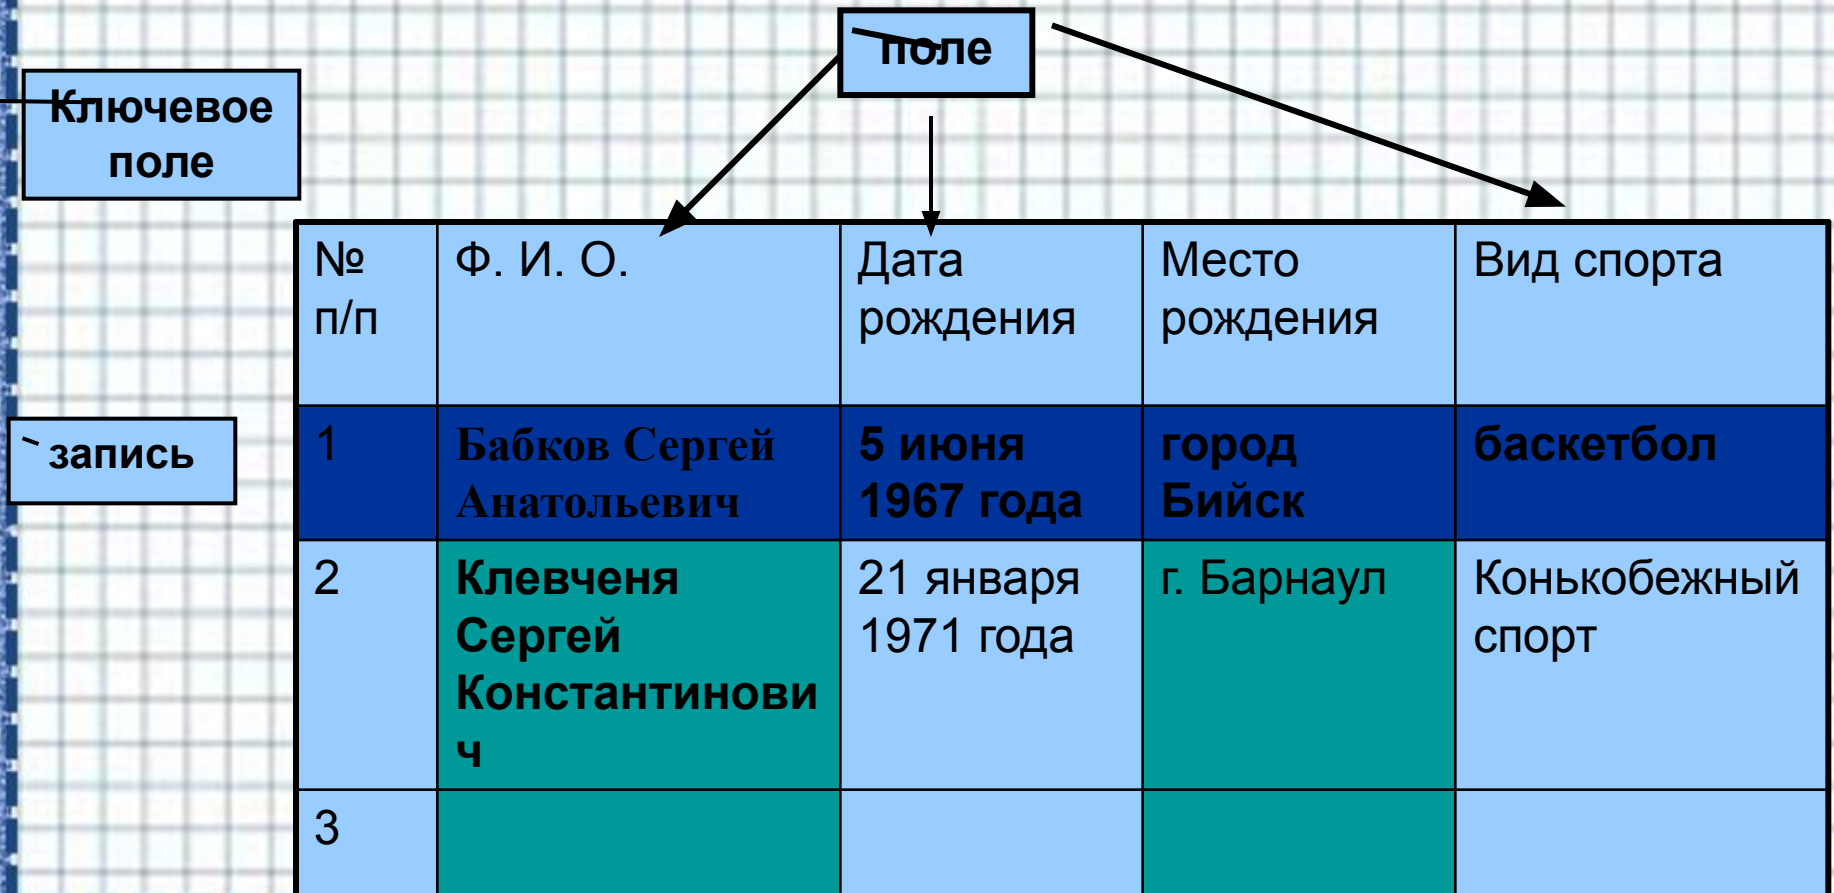 поле
Ключевое
поле
№
п/п
Ф. И. О.
Дата
рождения
Место
рождения
Вид спорта
запись
1
Бабков Сергей
Анатольевич
5 июня
1967 года
город
Бийск
баскетбол
2
Клевченя
Сергей
Константинови
ч
21 января
1971 года
г. Барнаул
Конькобежный
спорт
3